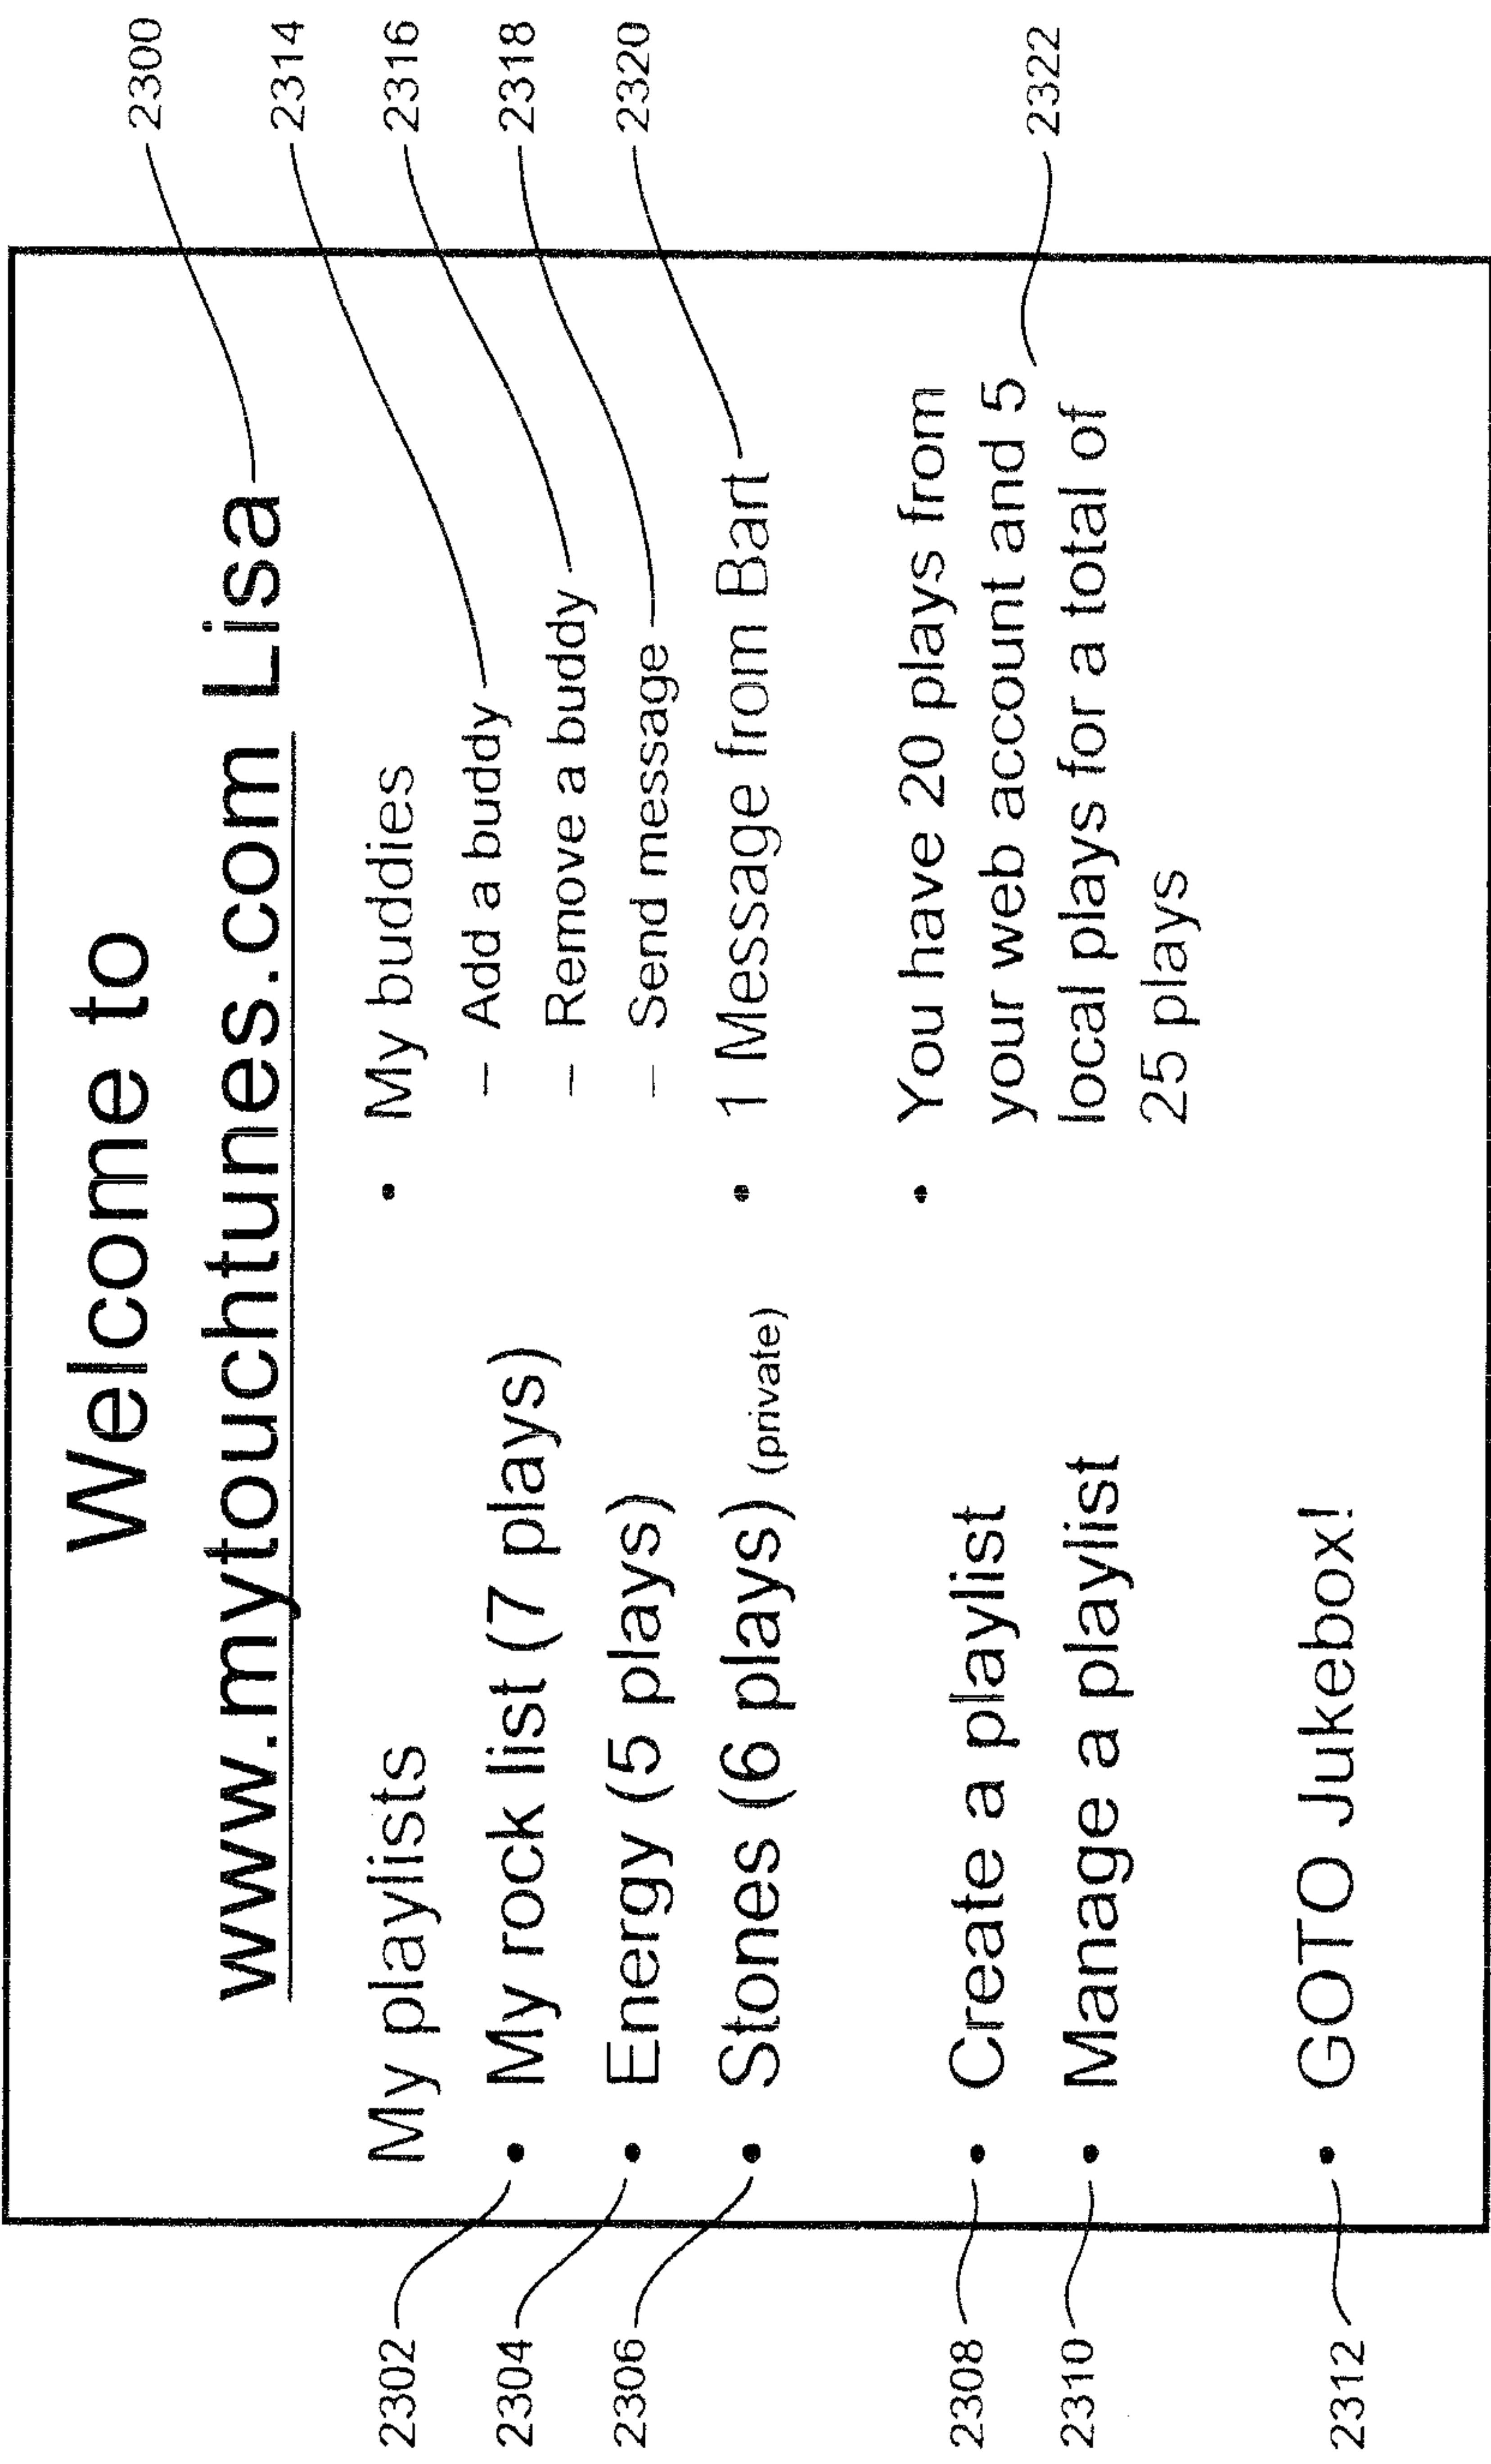 Welcome to
www.mytouchtunes.com Lisa
2300
My playlists
• My rock list (7 plays)
2302
• Energy (5 plays)
2304
• Stones (6 plays) (private)
2306
• Create a playlist
2308
• Manage a playlist
2310
• GOTO Jukebox!
2312
• My buddies
– Add a buddy
2314
– Remove a buddy
2316
– Send message
2318
• 1 Message from Bart
2320
• You have 20 plays from
your web account and 5
local plays for a total of
25 plays
2322